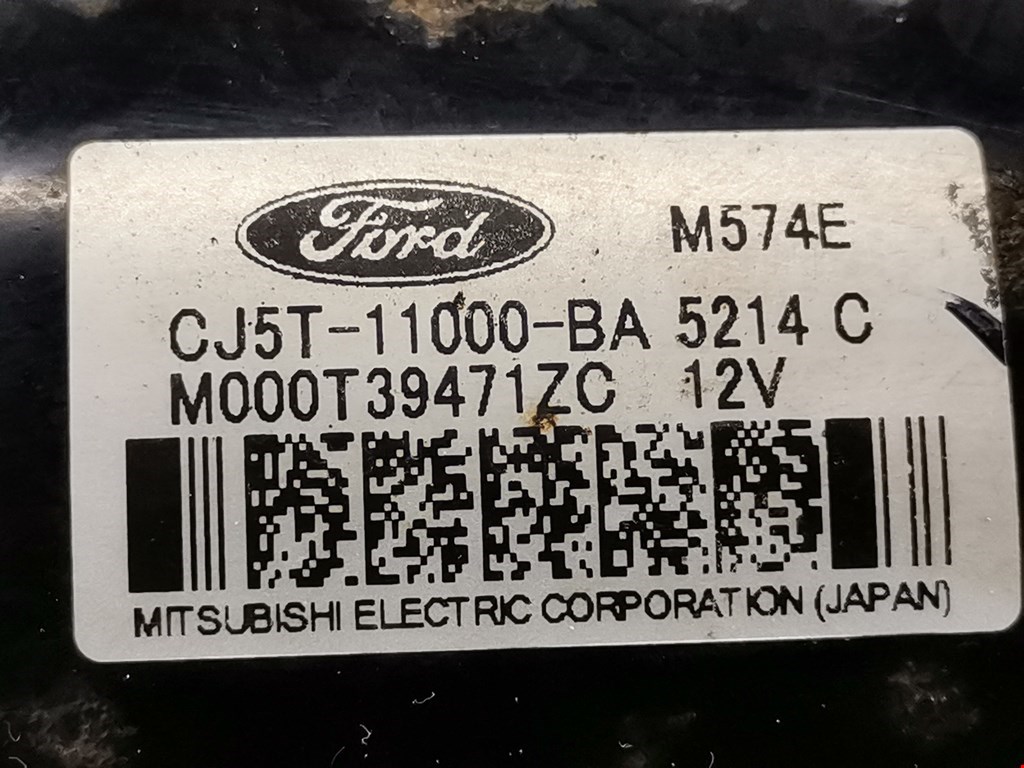 Ford M574E
CJ5T-11000-BA 5214 C
M000T39471ZC 12V
MITSUBISHI ELECTRIC CORPORATION (JAPAN)